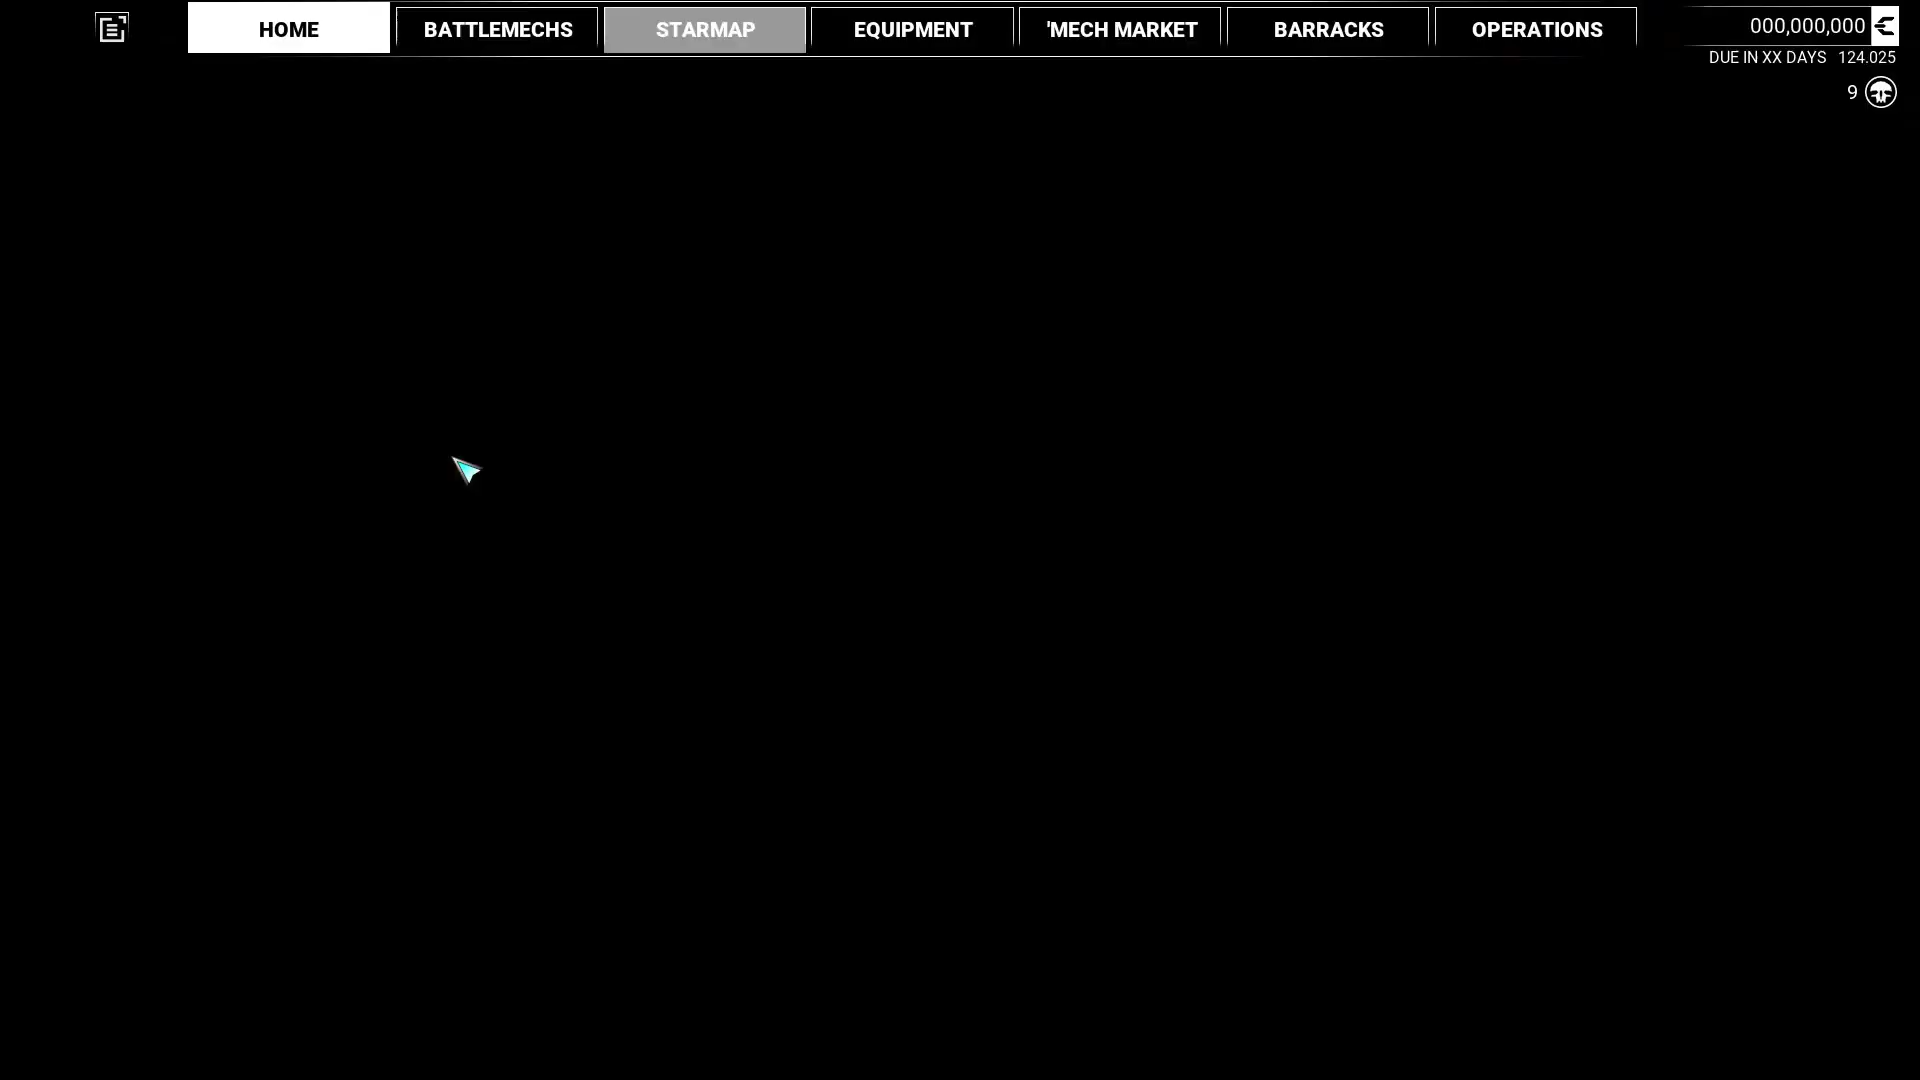 HOME
BATTLEMECHS
STARMAP
EQUIPMENT
'MECH MARKET
BARRACKS
OPERATIONS
000,000,000
DUE IN XX DAYS 124.025
9